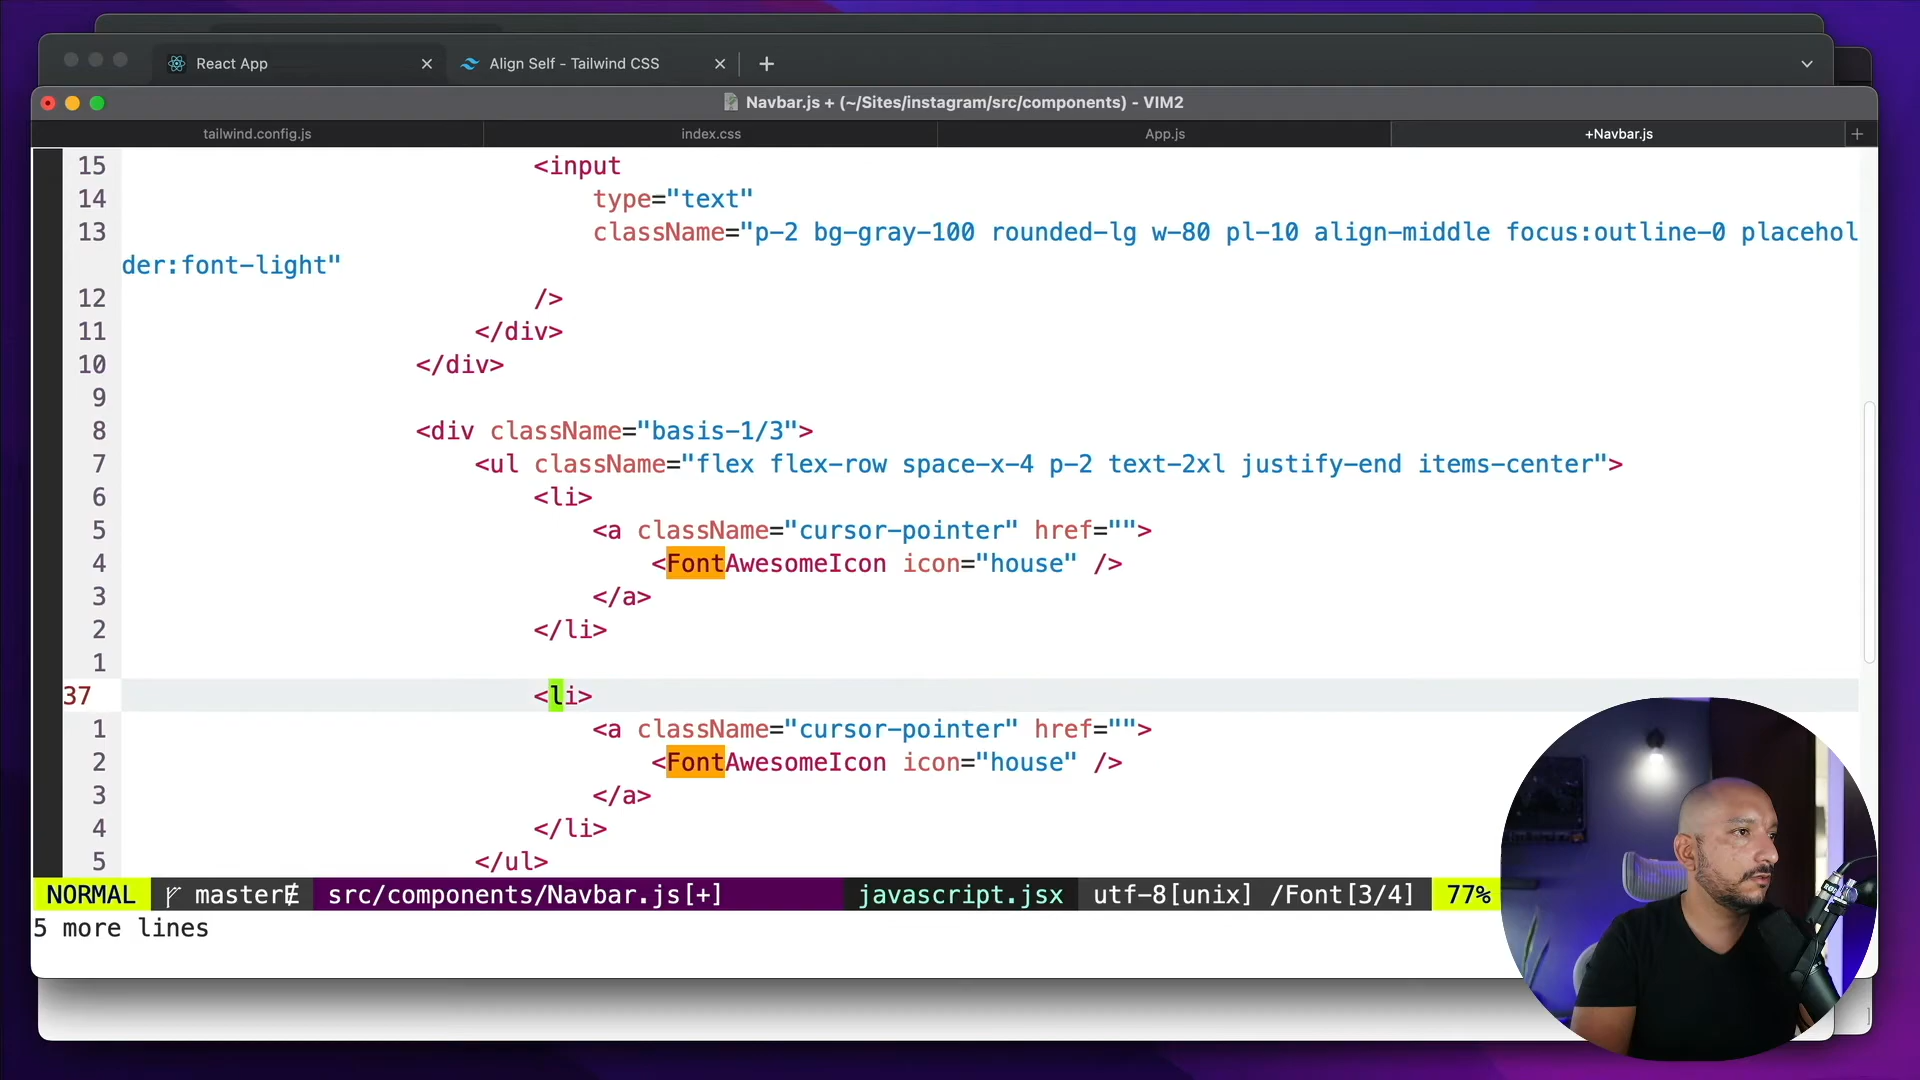 React App
Align Self - Tailwind CSS
Navbar.js + (~/Sites/instagram/src/components) - VIM2
tailwind.config.js
index.css
App.js
+Navbar.js
15 <input
14 type="text"
13 className="p-2 bg-gray-100 rounded-lg w-80 pl-10 align-middle focus:outline-0 placehol
der:font-light"
12 />
11 </div>
10 </div>
9
8 <div className="basis-1/3">
7 <ul className="flex flex-row space-x-4 p-2 text-2xl justify-end items-center">
6 <li>
5 <a className="cursor-pointer" href="">
4 <FontAwesomeIcon icon="house" />
3 </a>
2 </li>
1
37 <li>
1 <a className="cursor-pointer" href="">
2 <FontAwesomeIcon icon="house" />
3 </a>
4 </li>
5 </ul>
NORMAL master src/components/Navbar.js[+] javascript.jsx utf-8[unix] /Font[3/4] 77%
5 more lines